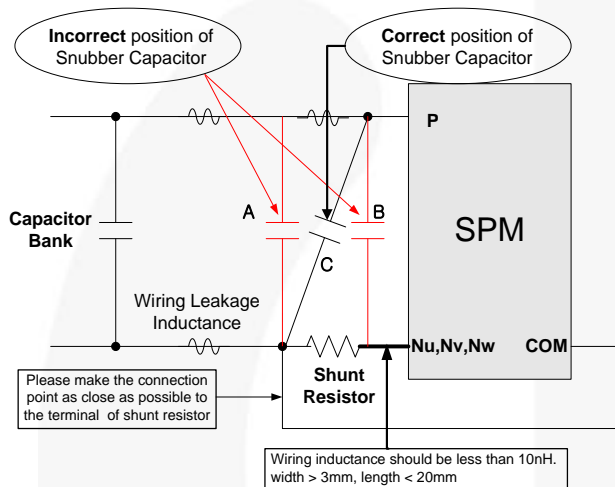 Incorrect position of
Snubber Capacitor
Correct position of
Snubber Capacitor
P
Capacitor
Bank
A
B
C
SPM
Wiring Leakage
Inductance
Nu,Nv,Nw
COM
Shunt
Resistor
Please make the connection
point as close as possible to
the terminal of shunt resistor
Wiring inductance should be less than 10nH.
width > 3mm, length < 20mm